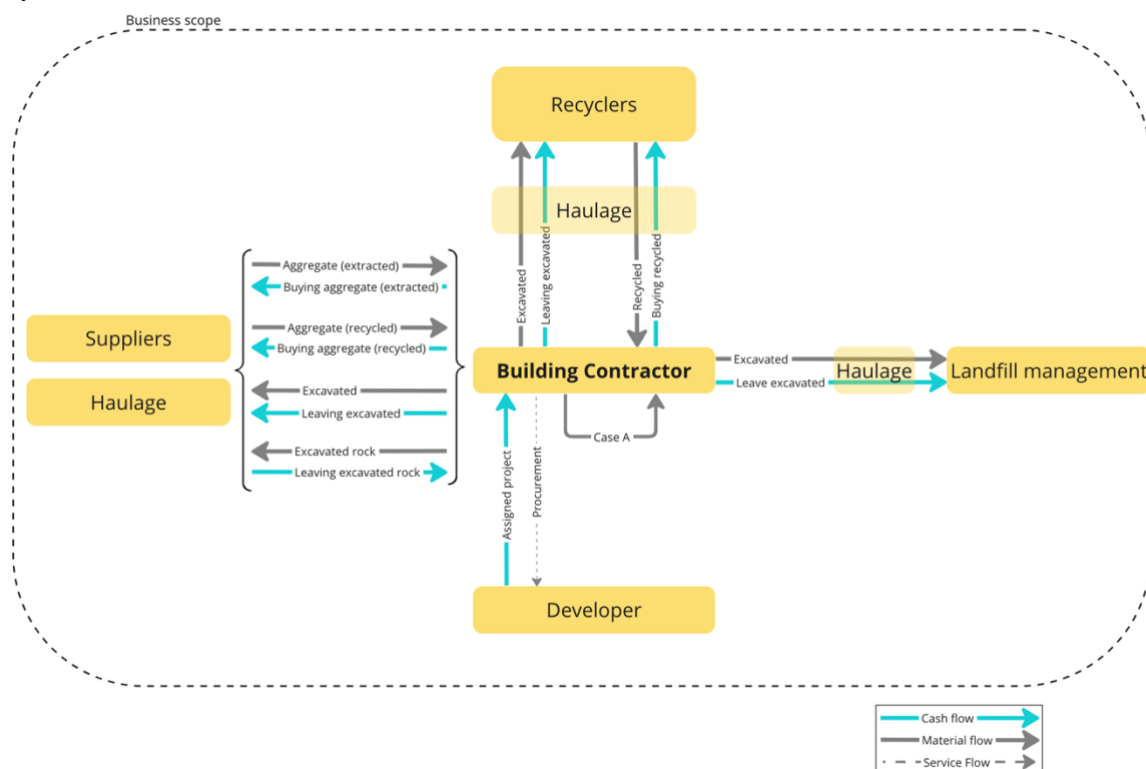 Business scope
Recyclers
Haulage
Excavated
Leaving excavated
Recycled
Buying recycled
Aggregate (extracted)
Buying aggregate (extracted)
Aggregate (recycled)
Buying aggregate (recycled)
Excavated
Leaving excavated
Excavated rock
Leaving excavated rock
Suppliers
Haulage
Building Contractor
Excavated
Leave excavated
Haulage
Landfill management
Case A
Assigned project
Procurement
Developer
Cash flow
Material flow
Service Flow